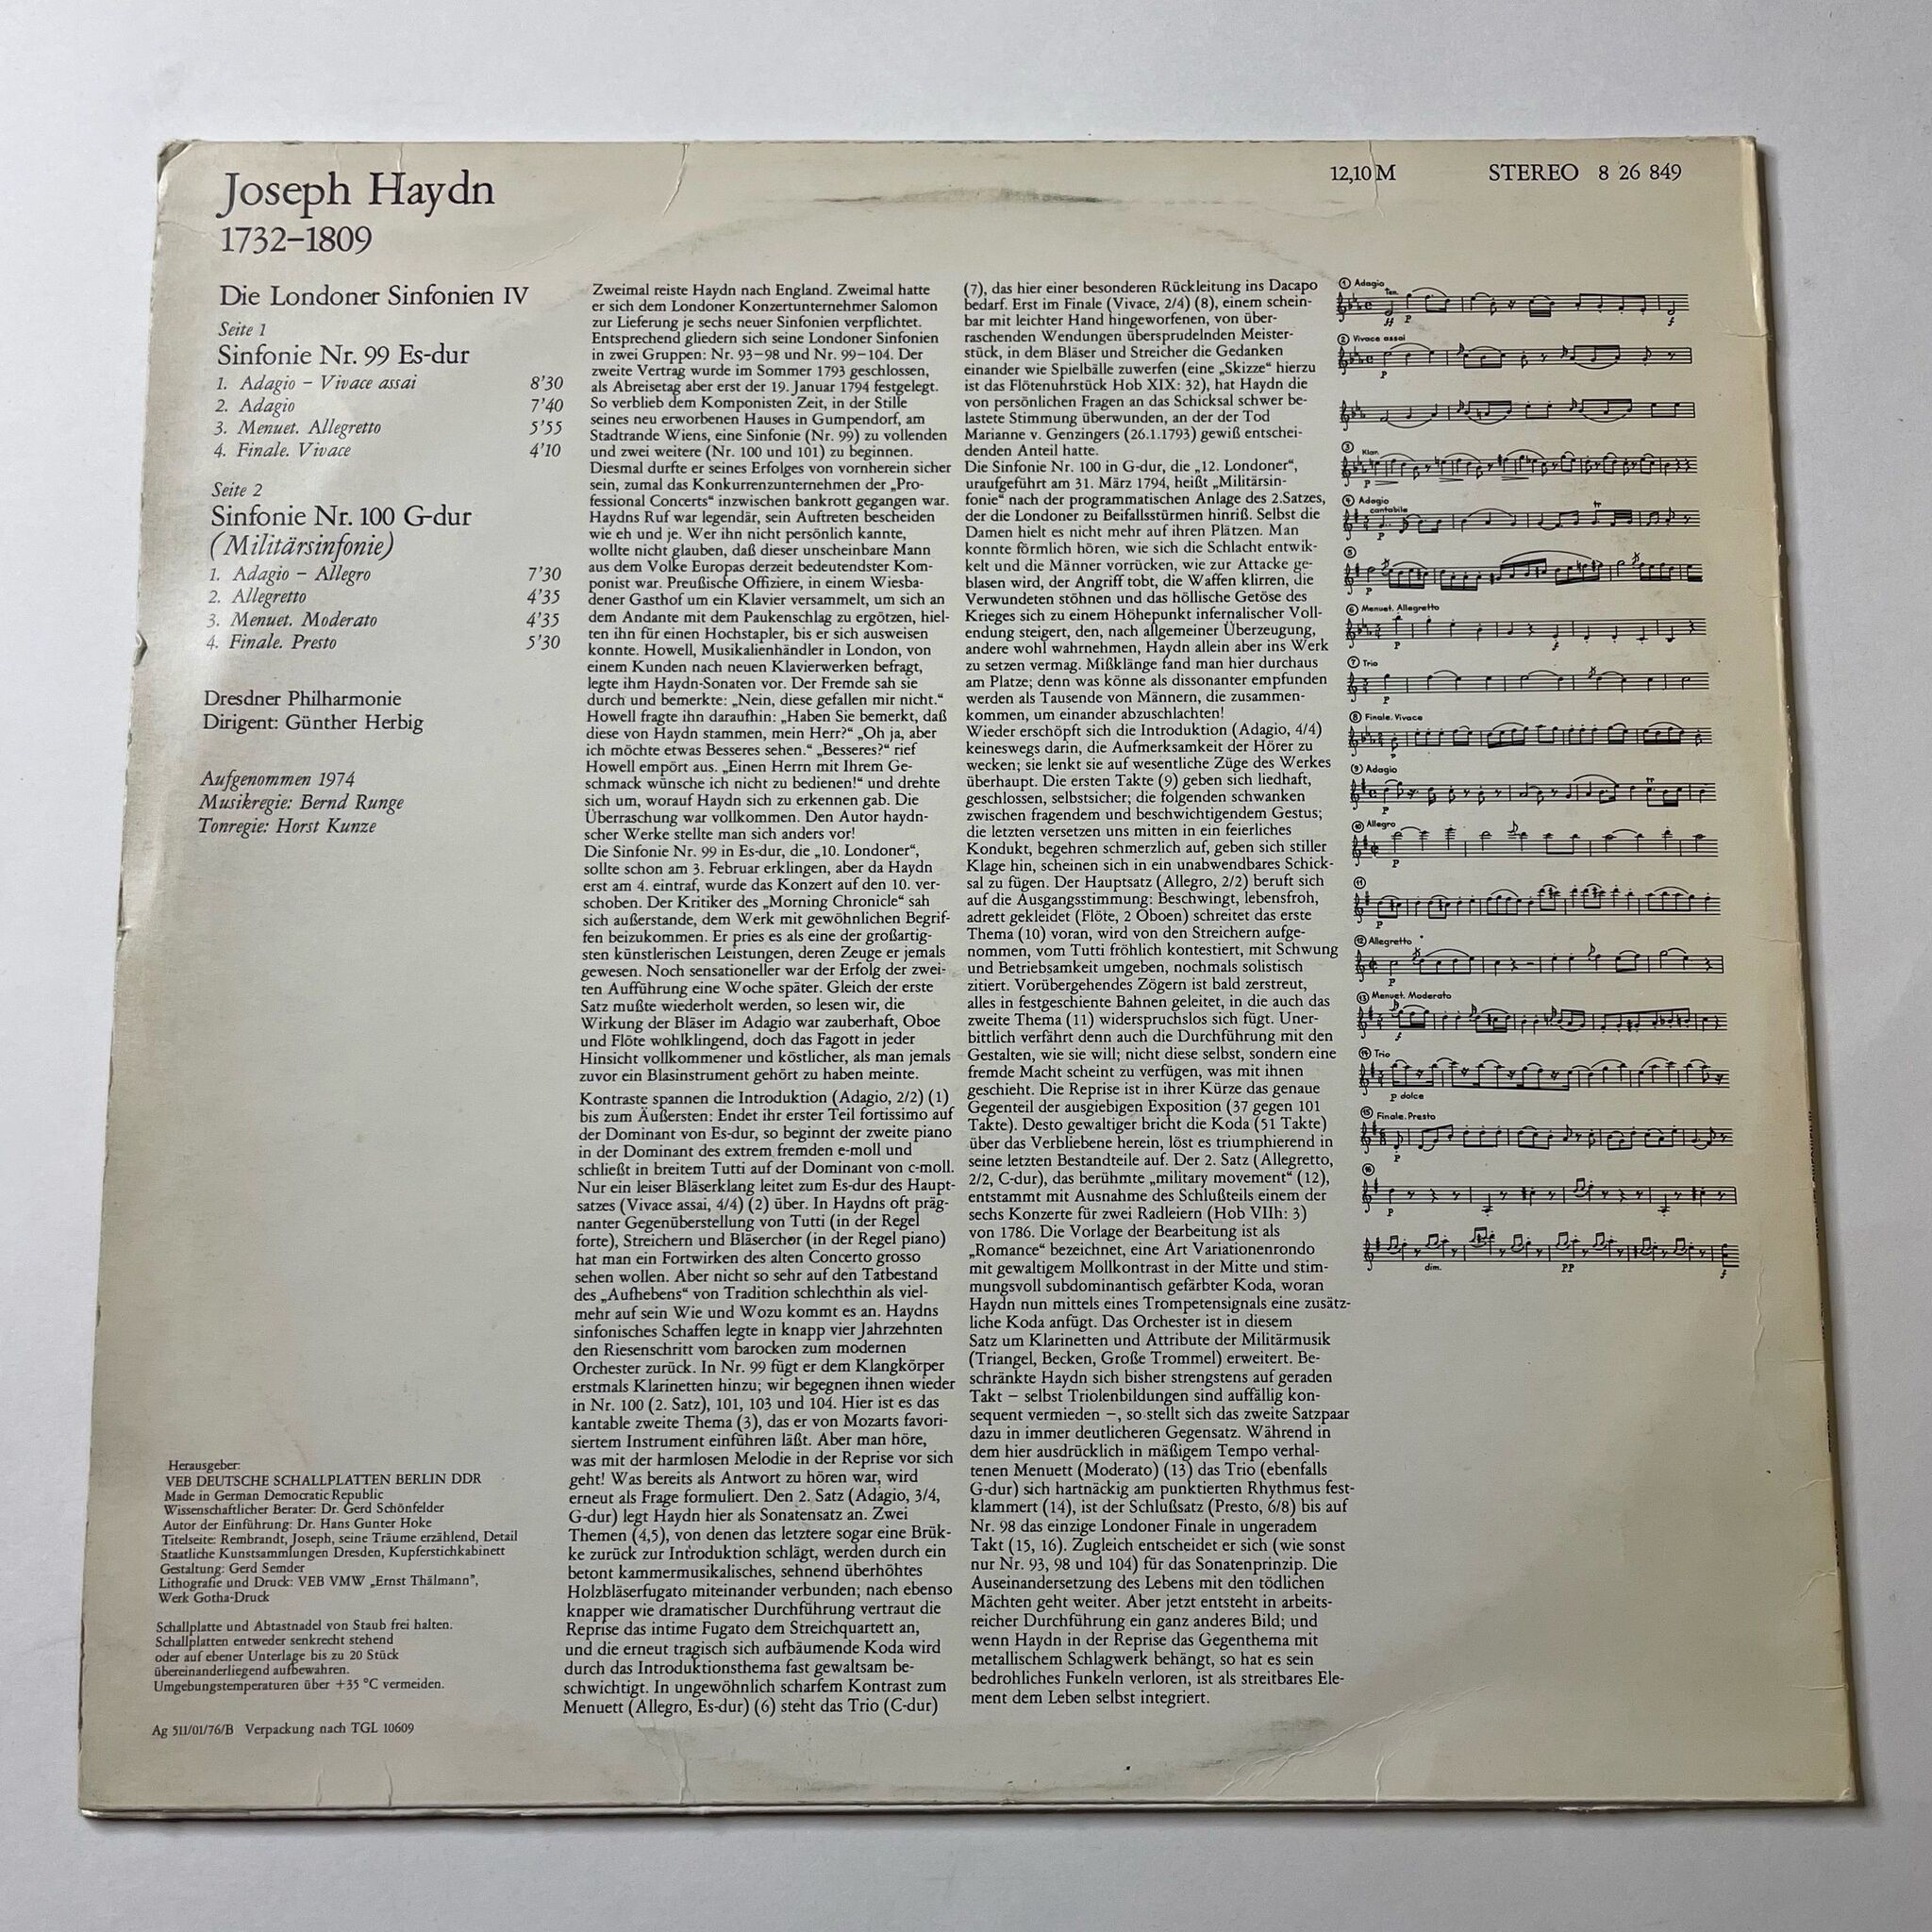 Joseph Haydn
1732–1809
12,10 M
STEREO 8 26 849
Die Londoner Sinfonien IV
Seite 1
Sinfonie Nr. 99 Es-dur
1. Adagio – Vivace assai 8'30
2. Adagio 7'40
3. Menuet. Allegretto 5'55
4. Finale. Vivace 4'10
Seite 2
Sinfonie Nr. 100 G-dur
(Militärsinfonie)
1. Adagio – Allegro 7'30
2. Allegretto 4'35
3. Menuet. Moderato 4'35
4. Finale. Presto 5'30
Dresdner Philharmonie
Dirigent: Günther Herbig
Aufgenommen 1974
Musikregie: Bernd Runge
Tonregie: Horst Kunze
Herausgeber:
VEB DEUTSCHE SCHALLPLATTEN BERLIN DDR
Made in German Democratic Republic
Wissenschaftlicher Berater: Dr. Gerd Schönfelder
Autor der Einführung: Dr. Hans Gunter Hoke
Titelseite: Rembrandt, Joseph, seine Träume erzählend, Detail
Staatliche Kunstsammlungen Dresden, Kupferstichkabinett
Gestaltung: Gerd Semder
Lithografie und Druck: VEB VMW „Ernst Thälmann”,
Werk Gotha-Druck
Schallplatte und Abtastnadel von Staub frei halten.
Schallplatten entweder senkrecht stehend
oder auf ebener Unterlage bis zu 20 Stück
übereinanderliegend aufbewahren.
Umgebungstemperaturen über +35 °C vermeiden.
Ag 511/01/76/B Verpackung nach TGL 10609
Zweimal reiste Haydn nach England. Zweimal hatte
er sich dem Londoner Konzertunternehmer Salomon
zur Lieferung je sechs neuer Sinfonien verpflichtet.
Entsprechend gliedern sich seine Londoner Sinfonien
in zwei Gruppen: Nr. 93–98 und Nr. 99–104. Der
zweite Vertrag wurde im Sommer 1793 geschlossen,
als Abreisetag aber erst der 19. Januar 1794 festgelegt.
So verblieb dem Komponisten Zeit, in der Stille
seines neu erworbenen Hauses in Gumpendorf, am
Stadtrande Wiens, eine Sinfonie (Nr. 99) zu vollenden
und zwei weitere (Nr. 100 und 101) zu beginnen.
Diesmal durfte er seines Erfolges von vornherein sicher
sein, zumal das Konkurrenzunternehmen der „Pro-
fessional Concerts“ inzwischen bankrott gegangen war.
Haydns Ruf war legendär, sein Auftreten bescheiden
wie eh und je. Wer ihn nicht persönlich kannte,
wollte nicht glauben, daß dieser unscheinbare Mann
aus dem Volke Europas derzeit bedeutendster Kom-
ponist war. Preußische Offiziere, in einem Wiesba-
dener Gasthof um ein Klavier versammelt, um sich an
dem Andante mit dem Paukenschlag zu ergötzen, hiel-
ten ihn für einen Hochstapler, bis er sich ausweisen
konnte. Howell, Musikalienhändler in London, von
einem Kunden nach neuen Klavierwerken befragt,
legte ihm Haydn-Sonaten vor. Der Fremde sah sie
durch und bemerkte: „Nein, diese gefallen mir nicht.“
Howell fragte ihn daraufhin: „Haben Sie bemerkt, daß
diese von Haydn stammen, mein Herr?“ „Oh ja, aber
ich möchte etwas Besseres sehen.“ „Besseres?“ rief
Howell empört aus. „Einen Herrn mit Ihrem Ge-
schmack wünsche ich nicht zu bedienen!“ und drehte
sich um, worauf Haydn sich zu erkennen gab. Die
Überraschung war vollkommen. Den Autor haydn-
scher Werke stellte man sich anders vor!
Die Sinfonie Nr. 99 in Es-dur, die „10. Londoner“,
sollte schon am 3. Februar erklingen, aber da Haydn
erst am 4. eintraf, wurde das Konzert auf den 10. ver-
schoben. Der Kritiker des „Morning Chronicle“ sah
sich außerstande, dem Werk mit gewöhnlichen Begrif-
fen beizukommen. Er pries es als eine der großartig-
sten künstlerischen Leistungen, deren Zeuge er jemals
gewesen. Noch sensationeller war der Erfolg der zwei-
ten Aufführung eine Woche später. Gleich der erste
Satz mußte wiederholt werden, so lesen wir, die
Wirkung der Bläser im Adagio war zauberhaft, Oboe
und Flöte wohlklingend, doch das Fagott in jeder
Hinsicht vollkommener und köstlicher, als man jemals
zuvor ein Blasinstrument gehört zu haben meinte.
Kontraste spannen die Introduktion (Adagio, 2/2) (1)
bis zum Äußersten: Endet ihr erster Teil fortissimo auf
der Dominant von Es-dur, so beginnt der zweite piano
in der Dominant des extrem fremden e-moll und
schließt in breitem Tutti auf der Dominant von c-moll.
Nur ein leiser Bläserklang leitet zum Es-dur des Haupt-
satzes (Vivace assai, 4/4) (2) über. In Haydns oft präg-
nanter Gegenüberstellung von Tutti (in der Regel
forte), Streichern und Bläserchor (in der Regel piano)
hat man ein Fortwirken des alten Concerto grosso
sehen wollen. Aber nicht so sehr auf den Tatbestand
des „Aufhebens“ von Tradition schlechthin als viel-
mehr auf sein Wie und Wozu kommt es an. Haydns
sinfonisches Schaffen legte in knapp vier Jahrzehnten
den Riesenschritt vom barocken zum modernen
Orchester zurück. In Nr. 99 fügt er dem Klangkörper
erstmals Klarinetten hinzu; wir begegnen ihnen wieder
in Nr. 100 (2. Satz), 101, 103 und 104. Hier ist es das
kantable zweite Thema (3), das er von Mozarts favori-
siertem Instrument einführen läßt. Aber man höre,
was mit der harmlosen Melodie in der Reprise vor sich
geht! Was bereits als Antwort zu hören war, wird
erneut als Frage formuliert. Den 2. Satz (Adagio, 3/4,
G-dur) legt Haydn hier als Sonatensatz an. Zwei
Themen (4,5), von denen das letztere sogar eine Brük-
ke zurück zur Introduktion schlägt, werden durch ein
betont kammermusikalisches, sehnend überhöhtes
Holzbläserfugato miteinander verbunden; nach ebenso
knapper wie dramatischer Durchführung vertraut die
Reprise das intime Fugato dem Streichquartett an,
und die erneut tragisch sich aufbäumende Koda wird
durch das Introduktionsthema fast gewaltsam be-
schwichtigt. In ungewöhnlich scharfem Kontrast zum
Menuett (Allegro, Es-dur) (6) steht das Trio (C-dur)
(7), das hier einer besonderen Rückleitung ins Dacapo
bedarf. Erst im Finale (Vivace, 2/4) (8), einem schein-
bar mit leichter Hand hingeworfenen, von über-
raschenden Wendungen übersprudelnden Meister-
stück, in dem Bläser und Streicher die Gedanken
einander wie Spielbälle zuwerfen (eine „Skizze“ hierzu
ist das Flötenuhrstück Hob XIX: 32), hat Haydn die
von persönlichen Fragen an das Schicksal schwer be-
lastete Stimmung überwunden, an der der Tod
Marianne v. Genzingers (26.1.1793) gewiß entschei-
denden Anteil hatte.
Die Sinfonie Nr. 100 in G-dur, die „12. Londoner“,
uraufgeführt am 31. März 1794, heißt „Militärsin-
fonie“ nach der programmatischen Anlage des 2.Satzes,
der die Londoner zu Beifallsstürmen hinriß. Selbst die
Damen hielt es nicht mehr auf ihren Plätzen. Man
konnte förmlich hören, wie sich die Schlacht entwik-
kelt und die Männer vorrücken, wie zur Attacke ge-
blasen wird, der Angriff tobt, die Waffen klirren, die
Verwundeten stöhnen und das höllische Getöse des
Krieges sich zu einem Höhepunkt infernalischer Voll-
endung steigert, den, nach allgemeiner Überzeugung,
andere wohl wahrnehmen, Haydn allein aber ins Werk
zu setzen vermag. Mißklänge fand man hier durchaus
am Platze; denn was könne als dissonanter empfunden
werden als Tausende von Männern, die zusammen-
kommen, um einander abzuschlachten!
Wieder erschöpft sich die Introduktion (Adagio, 4/4)
keineswegs darin, die Aufmerksamkeit der Hörer zu
wecken; sie lenkt sie auf wesentliche Züge des Werkes
überhaupt. Die ersten Takte (9) geben sich liedhaft,
geschlossen, selbstsicher; die folgenden schwanken
zwischen fragendem und beschwichtigendem Gestus;
die letzten versetzen uns mitten in ein feierliches
Kondukt, begehren schmerzlich auf, geben sich stiller
Klage hin, scheinen sich in ein unabwendbares Schick-
sal zu fügen. Der Hauptsatz (Allegro, 2/2) beruft sich
auf die Ausgangsstimmung: Beschwingt, lebensfroh,
adrett gekleidet (Flöte, 2 Oboen) schreitet das erste
Thema (10) voran, wird von den Streichern aufge-
nommen, vom Tutti fröhlich kontestiert, mit Schwung
und Betriebsamkeit umgeben, nochmals solistisch
zitiert. Vorübergehendes Zögern ist bald zerstreut,
alles in festgeschiente Bahnen geleitet, in die auch das
zweite Thema (11) widerspruchslos sich fügt. Uner-
bittlich verfährt denn auch die Durchführung mit den
Gestalten, wie sie will; nicht diese selbst, sondern eine
fremde Macht scheint zu verfügen, was mit ihnen
geschieht. Die Reprise ist in ihrer Kürze das genaue
Gegenteil der ausgiebigen Exposition (37 gegen 101
Takte). Desto gewaltiger bricht die Koda (51 Takte)
über das Verbliebene herein, löst es triumphierend in
seine letzten Bestandteile auf. Der 2. Satz (Allegretto,
2/2, C-dur), das berühmte „military movement“ (12),
entstammt mit Ausnahme des Schlußteils einem der
sechs Konzerte für zwei Radleiern (Hob VIIh: 3)
von 1786. Die Vorlage der Bearbeitung ist als
„Romance“ bezeichnet, eine Art Variationenrondo
mit gewaltigem Mollkontrast in der Mitte und stim-
mungsvoll subdominantisch gefärbter Koda, woran
Haydn nun mittels eines Trompetensignals eine zusätz-
liche Koda anfügt. Das Orchester ist in diesem
Satz um Klarinetten und Attribute der Militärmusik
(Triangel, Becken, Große Trommel) erweitert. Be-
schränkte Haydn sich bisher strengstens auf geraden
Takt – selbst Triolenbildungen sind auffällig kon-
sequent vermieden –, so stellt sich das zweite Satzpaar
dazu in immer deutlicheren Gegensatz. Während in
dem hier ausdrücklich in mäßigem Tempo verhal-
tenen Menuett (Moderato) (13) das Trio (ebenfalls
G-dur) sich hartnäckig am punktierten Rhythmus fest-
klammert (14), ist der Schlußsatz (Presto, 6/8) bis auf
Nr. 98 das einzige Londoner Finale in ungeradem
Takt (15, 16). Zugleich entscheidet er sich (wie sonst
nur Nr. 93, 98 und 104) für das Sonatenprinzip. Die
Auseinandersetzung des Lebens mit den tödlichen
Mächten geht weiter. Aber jetzt entsteht in arbeits-
reicher Durchführung ein ganz anderes Bild; und
wenn Haydn in der Reprise das Gegenthema mit
metallischem Schlagwerk behängt, so hat es sein
bedrohliches Funkeln verloren, ist als streitbares Ele-
ment dem Leben selbst integriert.
1 Adagio
Ten.
ff p f
2 Vivace assai
p
3 Klar.
p
4 Adagio
cantabile
tr
p
5
p
6 Menuet. Allegretto
p f
7 Trio
p
8 Finale. Vivace
p
9 Adagio
tr
p
10 Allegro
p
11
p
12 Allegretto
p
13 Menuet. Moderato
f
14 Trio
p dolce
15 Finale. Presto
p
16
p
dim. pp f